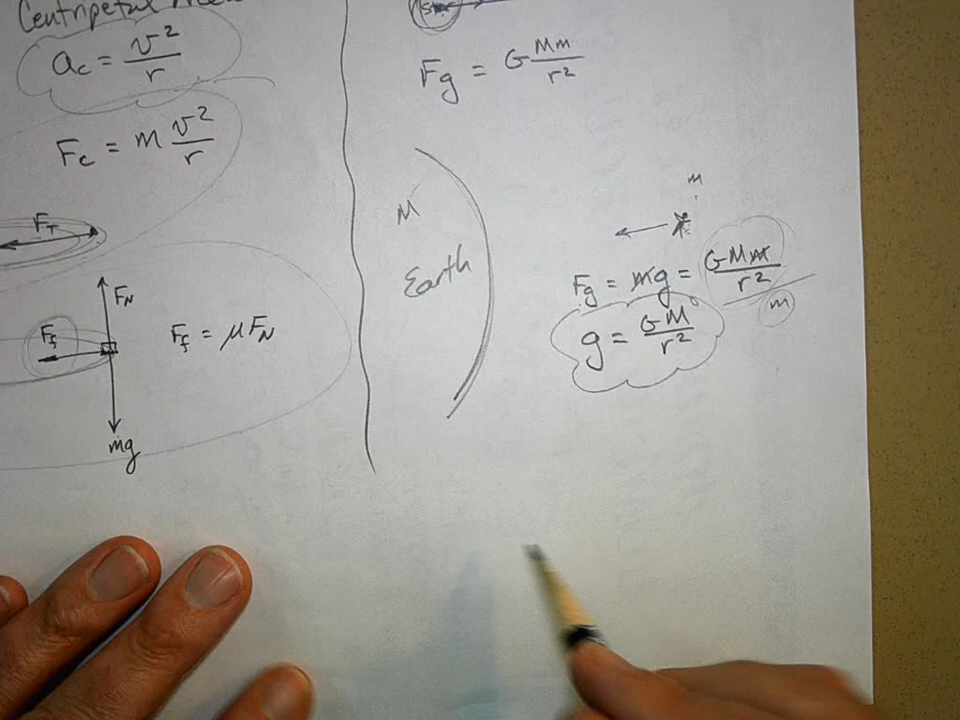 Centripetal
a_c = v²/r
F_c = m v²/r
F_T
F_N
F_f
F_f = μF_N
mg
F_g = G Mm/r²
M
Earth
m
F_g = mg = GMm/r²
m
g = GM/r²